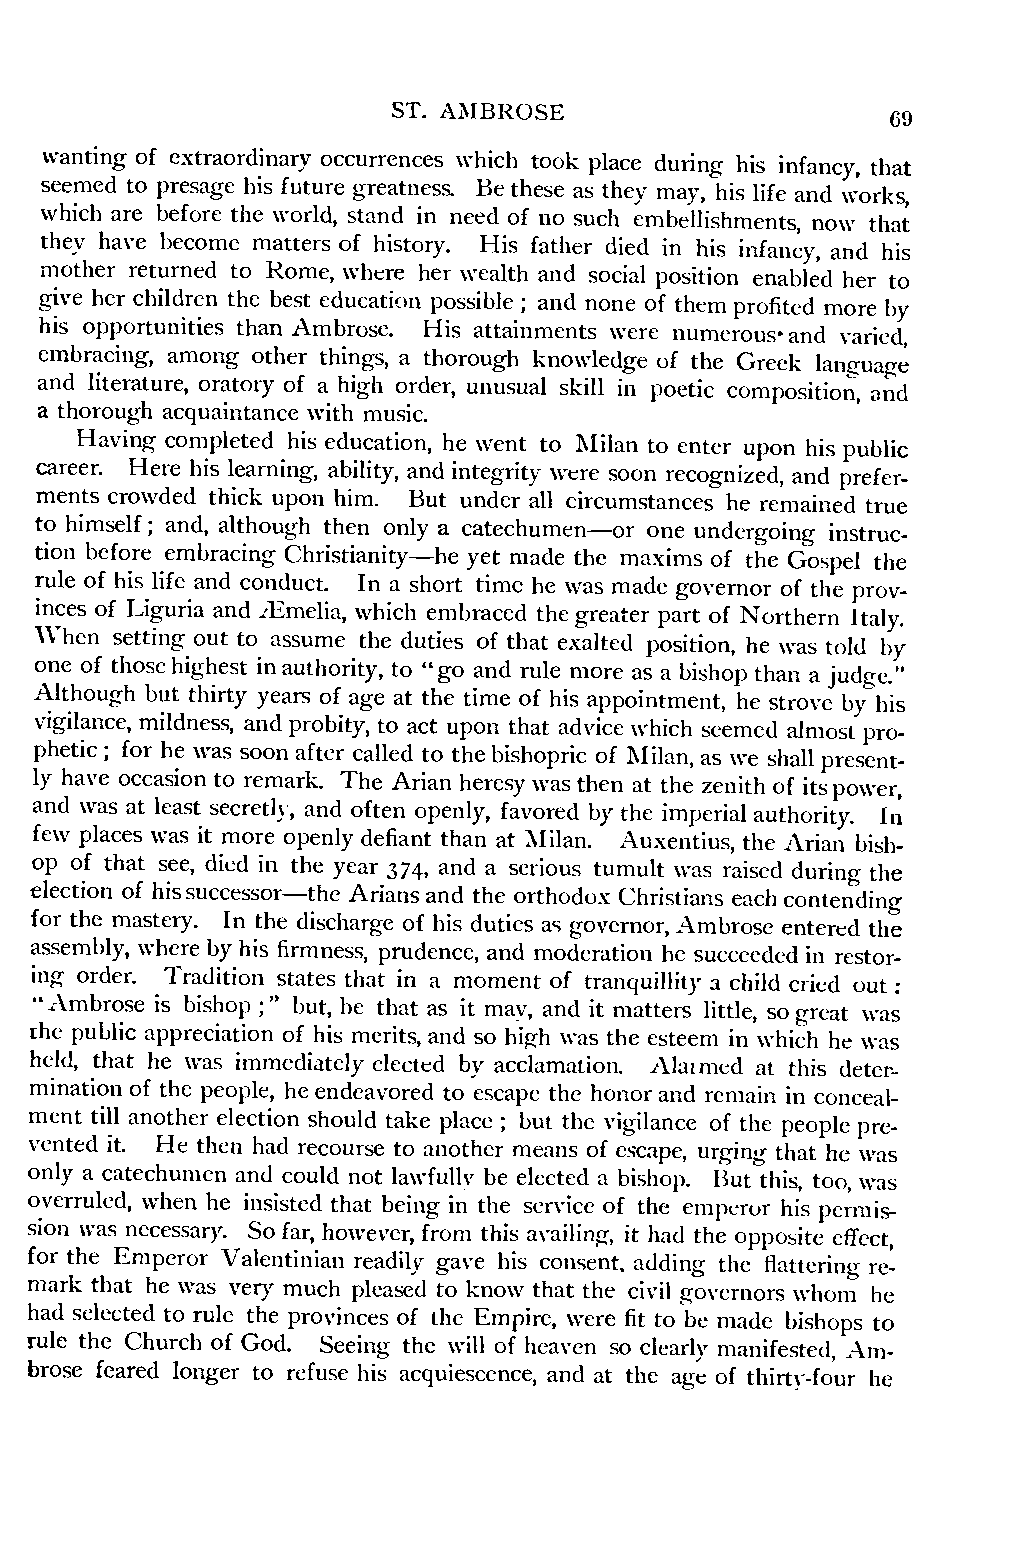 ST. AMBROSE 69
wanting of extraordinary occurrences which took place during his infancy, that
seemed to presage his future greatness. Be these as they may, his life and works,
which are before the world, stand in need of no such embellishments, now that
they have become matters of history. His father died in his infancy, and his
mother returned to Rome, where her wealth and social position enabled her to
give her children the best education possible; and none of them profited more by
his opportunities than Ambrose. His attainments were numerous and varied,
embracing, among other things, a thorough knowledge of the Greek language
and literature, oratory of a high order, unusual skill in poetic composition, and
a thorough acquaintance with music.
Having completed his education, he went to Milan to enter upon his public
career. Here his learning, ability, and integrity were soon recognized, and prefer-
ments crowded thick upon him. But under all circumstances he remained true
to himself; and, although then only a catechumen—or one undergoing instruc-
tion before embracing Christianity—he yet made the maxims of the Gospel the
rule of his life and conduct. In a short time he was made governor of the prov-
inces of Liguria and Æmelia, which embraced the greater part of Northern Italy.
When setting out to assume the duties of that exalted position, he was told by
one of those highest in authority, to "go and rule more as a bishop than a judge."
Although but thirty years of age at the time of his appointment, he strove by his
vigilance, mildness, and probity, to act upon that advice which seemed almost pro-
phetic; for he was soon after called to the bishopric of Milan, as we shall present-
ly have occasion to remark. The Arian heresy was then at the zenith of its power,
and was at least secretly, and often openly, favored by the imperial authority. In
few places was it more openly defiant than at Milan. Auxentius, the Arian bish-
op of that see, died in the year 374, and a serious tumult was raised during the
election of his successor—the Arians and the orthodox Christians each contending
for the mastery. In the discharge of his duties as governor, Ambrose entered the
assembly, where by his firmness, prudence, and moderation he succeeded in restor-
ing order. Tradition states that in a moment of tranquillity a child cried out:
"Ambrose is bishop;" but, be that as it may, and it matters little, so great was
the public appreciation of his merits, and so high was the esteem in which he was
held, that he was immediately elected by acclamation. Alarmed at this deter-
mination of the people, he endeavored to escape the honor and remain in conceal-
ment till another election should take place; but the vigilance of the people pre-
vented it. He then had recourse to another means of escape, urging that he was
only a catechumen and could not lawfully be elected a bishop. But this, too, was
overruled, when he insisted that being in the service of the emperor his permis-
sion was necessary. So far, however, from this availing, it had the opposite effect,
for the Emperor Valentinian readily gave his consent, adding the flattering re-
mark that he was very much pleased to know that the civil governors whom he
had selected to rule the provinces of the Empire, were fit to be made bishops to
rule the Church of God. Seeing the will of heaven so clearly manifested, Am-
brose feared longer to refuse his acquiescence, and at the age of thirty-four he